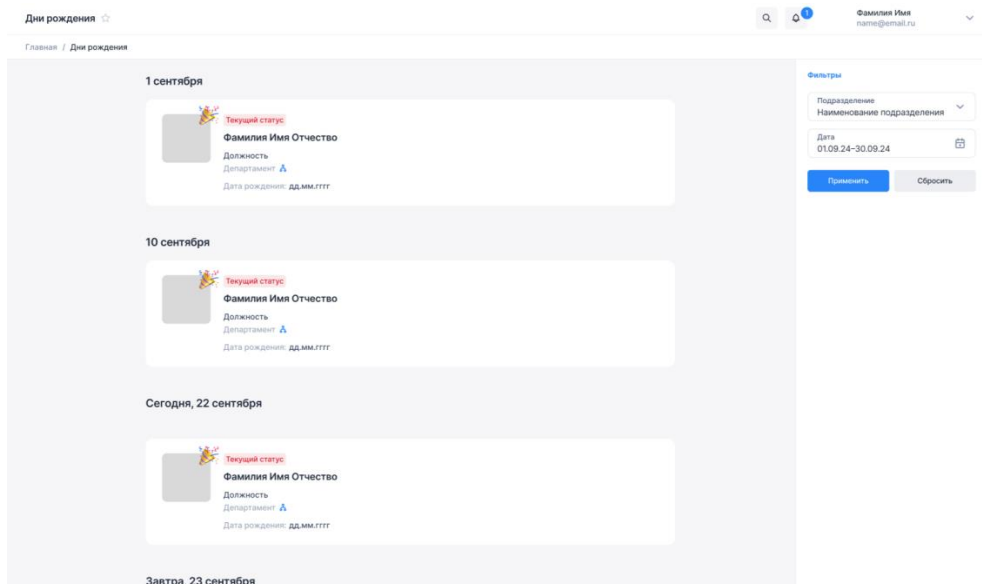 Дни рождения
1
Фамилия Имя
name@email.ru
Главная / Дни рождения
1 сентября
Текущий статус
Фамилия Имя Отчество
Должность
Департамент
Дата рождения: дд.мм.гггг
10 сентября
Текущий статус
Фамилия Имя Отчество
Должность
Департамент
Дата рождения: дд.мм.гггг
Сегодня, 22 сентября
Текущий статус
Фамилия Имя Отчество
Должность
Департамент
Дата рождения: дд.мм.гггг
Завтра, 23 сентября
Фильтры
Подразделение
Наименование подразделения
Дата
01.09.24–30.09.24
Применить Сбросить